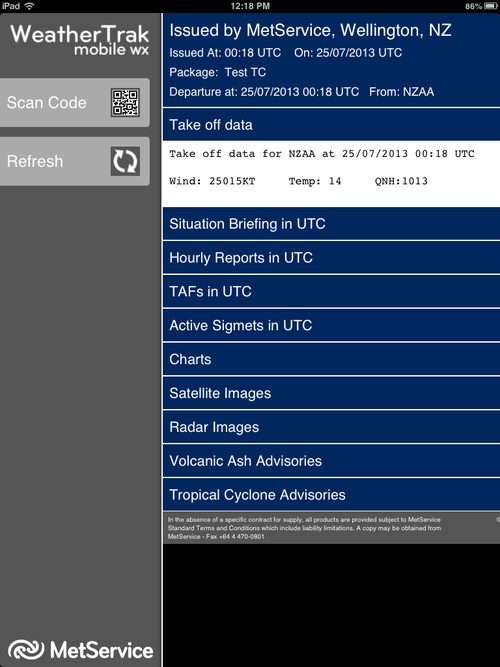 iPad 12:18 PM 86%
WeatherTrak
mobile wx
Scan Code
Refresh
Issued by MetService, Wellington, NZ
Issued At: 00:18 UTC On: 25/07/2013 UTC
Package: Test TC
Departure at: 25/07/2013 00:18 UTC From: NZAA
Take off data
Take off data for NZAA at 25/07/2013 00:18 UTC
Wind: 25015KT Temp: 14 QNH:1013
Situation Briefing in UTC
Hourly Reports in UTC
TAFs in UTC
Active Sigmets in UTC
Charts
Satellite Images
Radar Images
Volcanic Ash Advisories
Tropical Cyclone Advisories
In the absence of a specific contract for supply, all products are provided subject to MetService
Standard Terms and Conditions which include liability limitations. A copy may be obtained from
MetService - Fax +64 4 470-0801
©
MetService